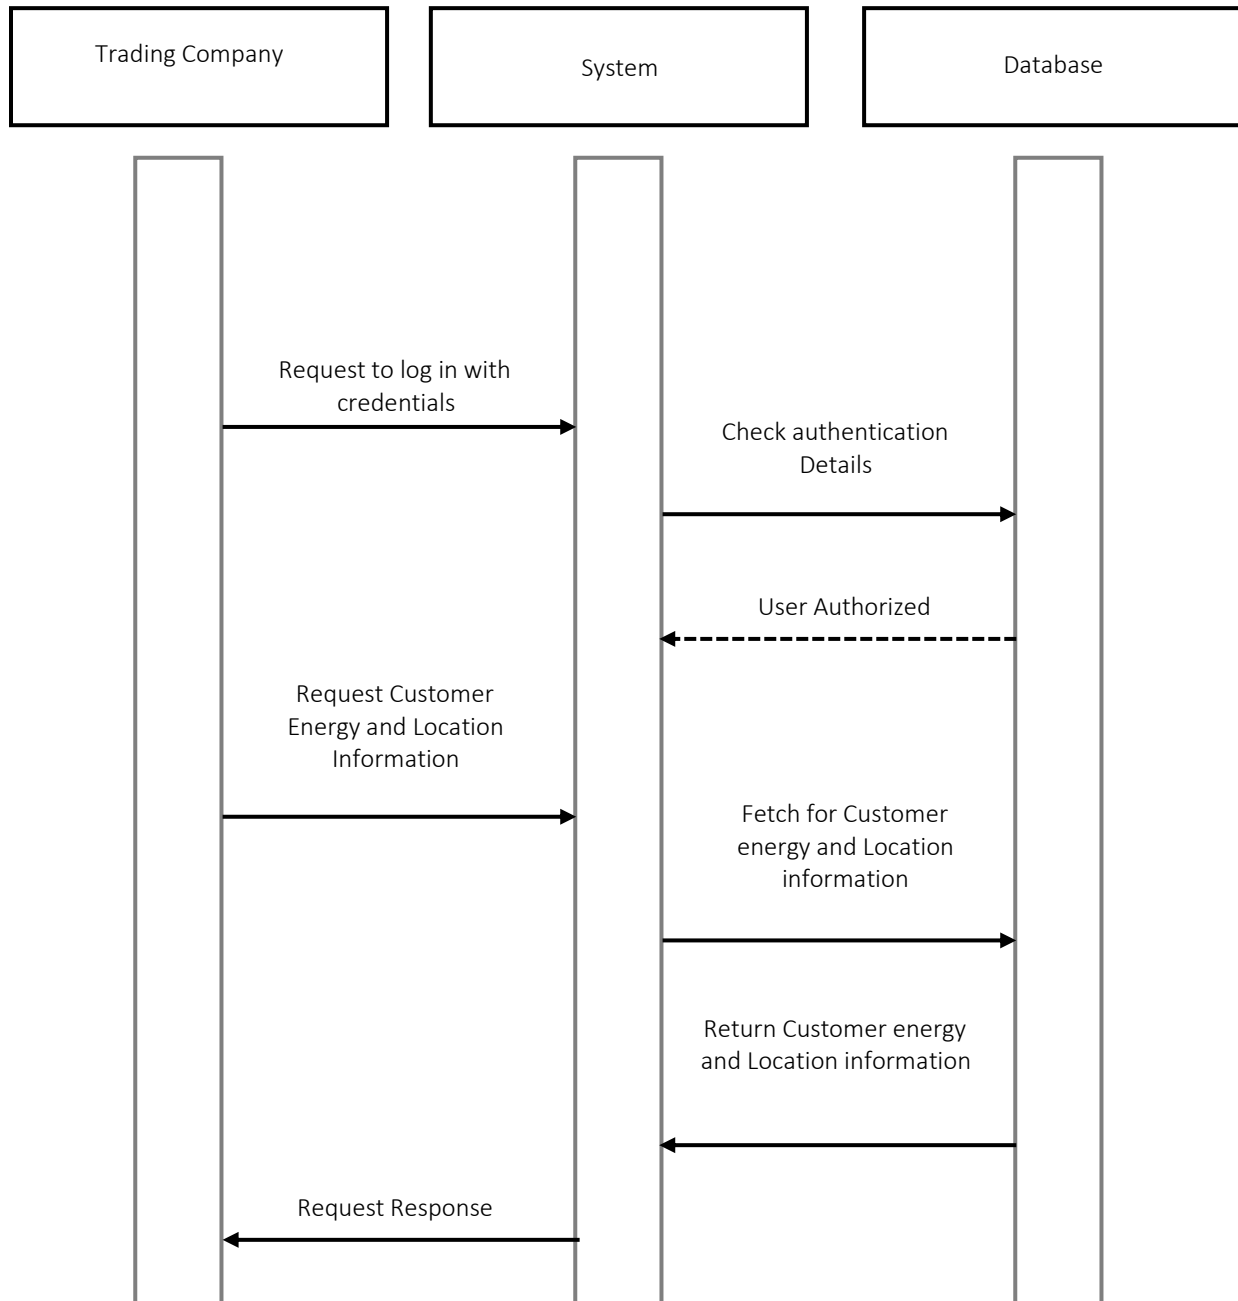 Trading Company
System
Database
Request to log in with
credentials
Check authentication
Details
User Authorized
Request Customer
Energy and Location
Information
Fetch for Customer
energy and Location
information
Return Customer energy
and Location information
Request Response